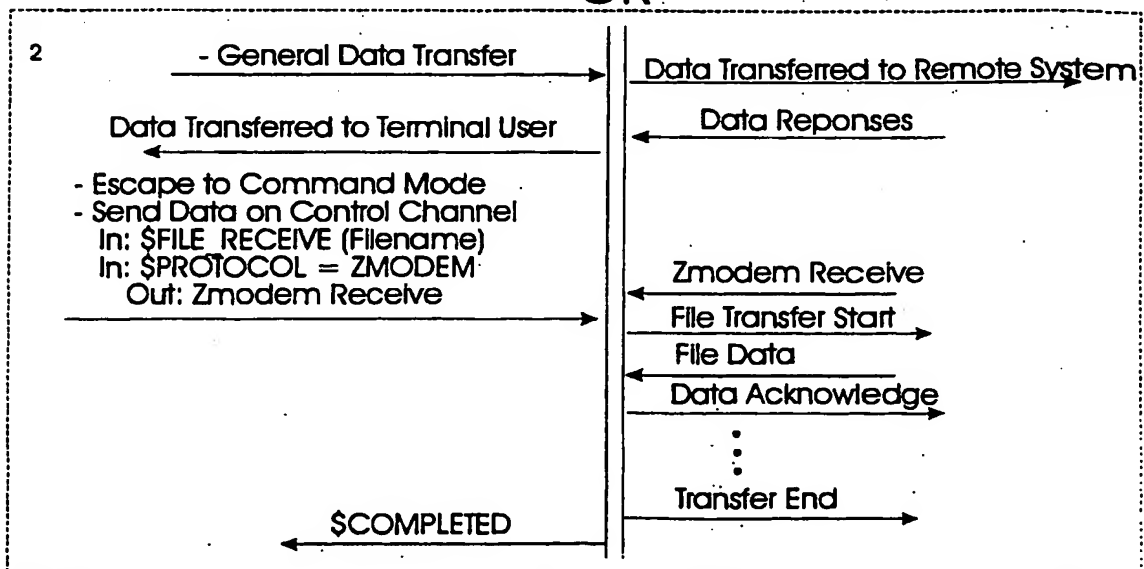 OR
2
- General Data Transfer
Data Transferred to Remote System
Data Transferred to Terminal User
Data Reponses
- Escape to Command Mode
- Send Data on Control Channel
In: $FILE_RECEIVE (Filename)
In: $PROTOCOL = ZMODEM
Out: Zmodem Receive
Zmodem Receive
File Transfer Start
File Data
Data Acknowledge
Transfer End
$COMPLETED